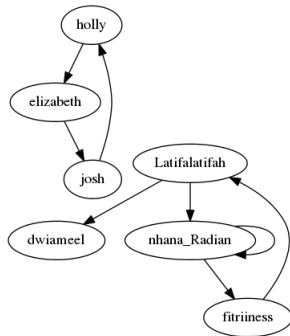 holly
elizabeth
josh
Latifalatifah
dwiameel
nhana_Radian
fitriiness